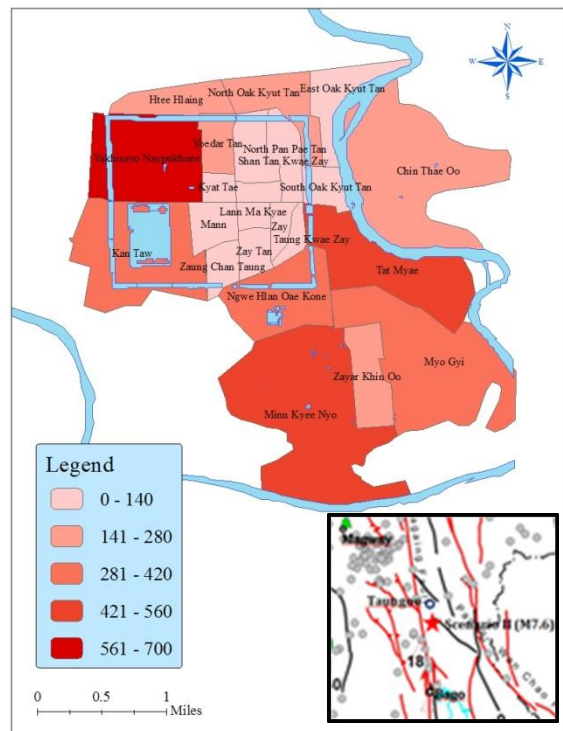 N
W E
S
East Oak Kyut Tan
North Oak Kyut Tan
Htee Hlaing
Yoedar Tan
North Pan Pae Tan
Shan Tan Kwae Zay
Chin Thae Oo
Kyat Tae
South Oak Kyut Tan
Lann Ma Kyae
Mann
Zay
Taung Kwae Zay
Kan Taw
Zay Tan
Zaung Chan Taung
Tat Myae
Ngwe Hlan Oae Kone
Myo Gyi
Zayar Khin Oo
Minn Kyee Nyo
Legend
0 - 140
141 - 280
281 - 420
421 - 560
561 - 700
0 0.5 1
Miles
Magway
Taungoo
Scenario II (M7.6)
18
Bago
0